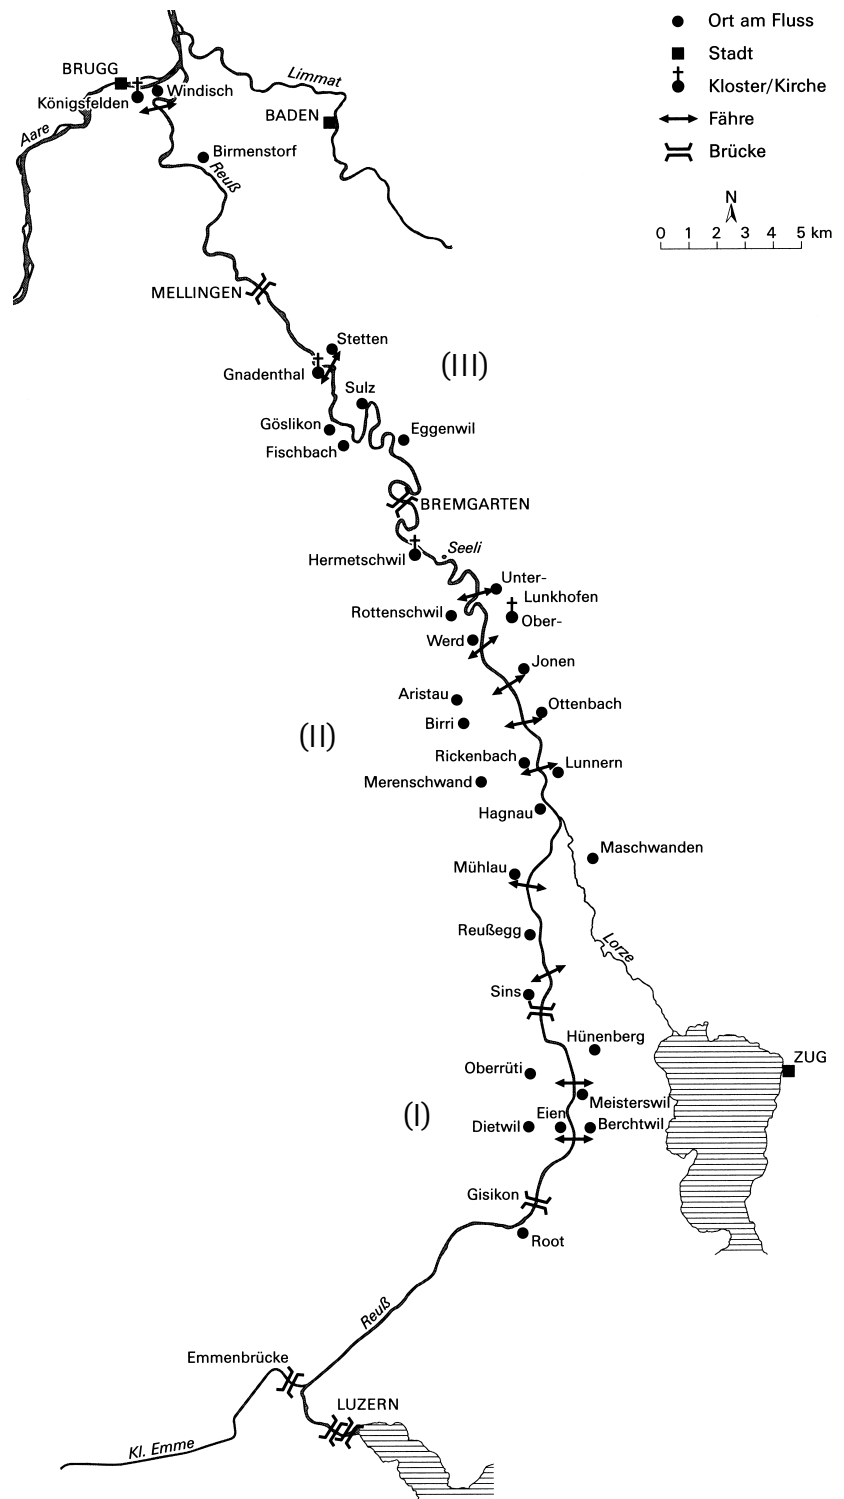 Ort am Fluss
Stadt
Kloster/Kirche
Fähre
Brücke
N
0 1 2 3 4 5 km
BRUGG
Windisch
Königsfelden
Limmat
BADEN
Aare
Birmenstorf
Reuß
MELLINGEN
Stetten
(III)
Gnadenthal
Sulz
Göslikon
Eggenwil
Fischbach
BREMGARTEN
Seeli
Hermetschwil
Unter-
Lunkhofen
Rottenschwil
Ober-
Werd
Jonen
Aristau
Ottenbach
Birri
(II)
Rickenbach
Lunnern
Merenschwand
Hagnau
Maschwanden
Mühlau
Reußegg
Lorze
Sins
Hünenberg
ZUG
Oberrüti
Meisterswil
Eien
(I)
Dietwil
Berchtwil
Gisikon
Root
Reuß
Emmenbrücke
LUZERN
Kl. Emme